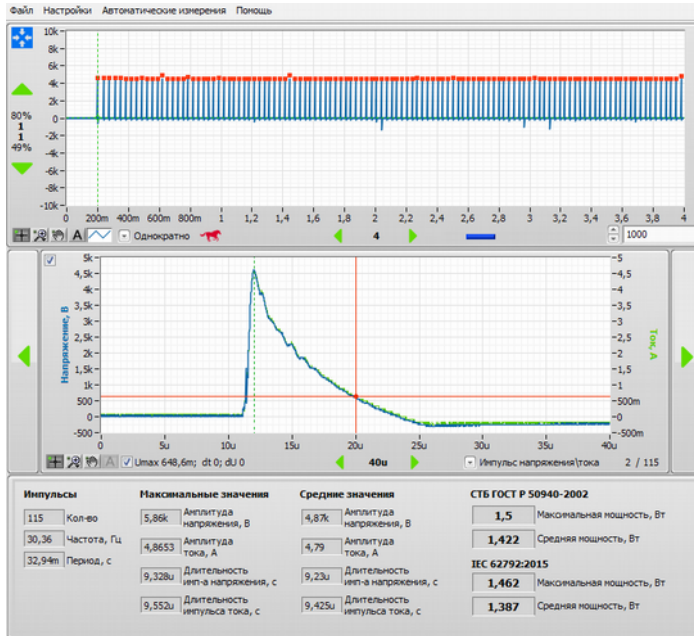 Файл Настройки Автоматические измерения Помощь
10k
8k
6k
4k
2k
0
-2k
-4k
-6k
-8k
-10k
80%
1
1
49%
0 200m 400m 600m 800m 1 1,2 1,4 1,6 1,8 2 2,2 2,4 2,6 2,8 3 3,2 3,4 3,6 3,8 4
A Однократно 4 1000
5k
4,5k
4k
3,5k
3k
2,5k
2k
1,5k
1k
500
0
-500
Напряжение, В
5
4,5
4
3,5
3
2,5
2
1,5
1
500m
0
-500m
Ток, А
0 5u 10u 15u 20u 25u 30u 35u 40u
A Umax 648,6m; dt 0; dU 0 40u Импульс напряжения\тока 2 / 115
Импульсы
115 Кол-во
30,36 Частота, Гц
32,94m Период, с
Максимальные значения
5,86k Амплитуда напряжения, В
4,8653 Амплитуда тока, А
9,328u Длительность имп-а напряжения, с
9,552u Длительность импульса тока, с
Средние значения
4,87k Амплитуда напряжения, В
4,79 Амплитуда тока, А
9,23u Длительность имп-а напряжения, с
9,425u Длительность импульса тока, с
СТБ ГОСТ Р 50940-2002
1,5 Максимальная мощность, Вт
1,422 Средняя мощность, Вт
IEC 62792:2015
1,462 Максимальная мощность, Вт
1,387 Средняя мощность, Вт